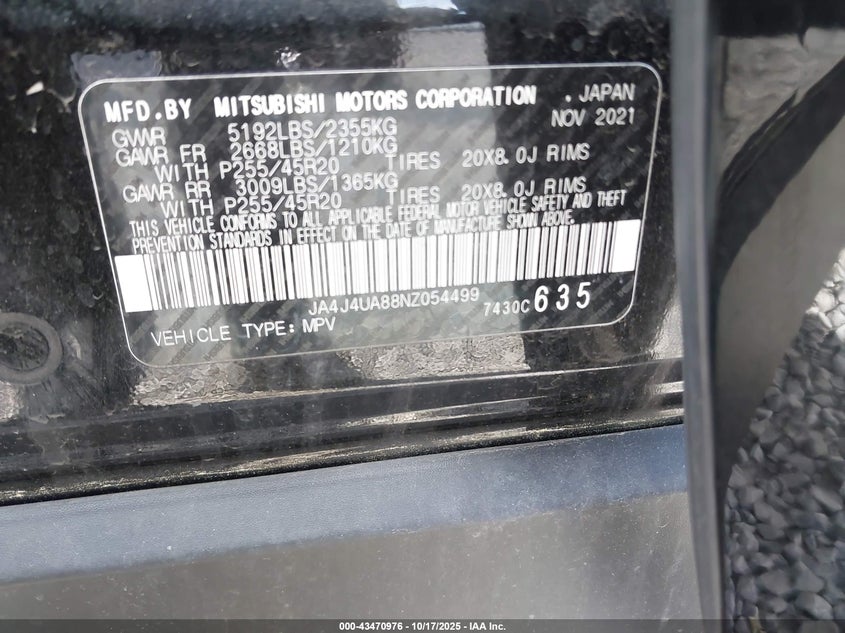 MFD.BY MITSUBISHI MOTORS CORPORATION . JAPAN
GVWR 5192LBS/2355KG NOV 2021
GAWR FR 2668LBS/1210KG
WITH P255/45R20 TIRES 20X8.0J RIMS
GAWR RR 3009LBS/1365KG
WITH P255/45R20 TIRES 20X8.0J RIMS
THIS VEHICLE CONFORMS TO ALL APPLICABLE FEDERAL MOTOR VEHICLE SAFETY AND THEFT
PREVENTION STANDARDS IN EFFECT ON THE DATE OF MANUFACTURE SHOWN ABOVE.
JA4J4UA88NZ054499 7430C 635
VEHICLE TYPE: MPV
000-43470976 | 10/17/2025 - IAA Inc.